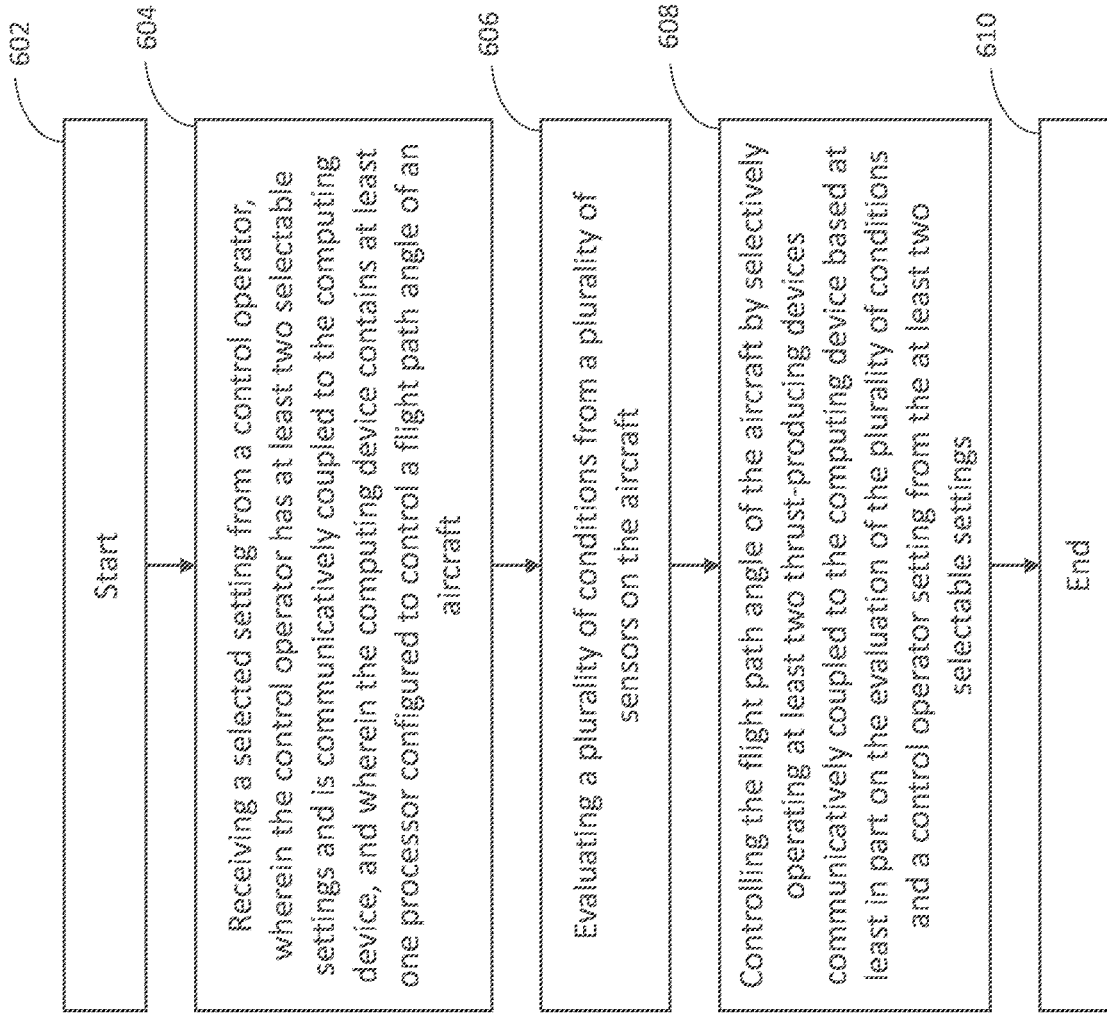 Start
602
Receiving a selected setting from a control operator,
wherein the control operator has at least two selectable
settings and is communicatively coupled to the computing
device, and wherein the computing device contains at least
one processor configured to control a flight path angle of an
aircraft
604
Evaluating a plurality of conditions from a plurality of
sensors on the aircraft
606
Controlling the flight path angle of the aircraft by selectively
operating at least two thrust-producing devices
communicatively coupled to the computing device based at
least in part on the evaluation of the plurality of conditions
and a control operator setting from the at least two
selectable settings
608
End
610